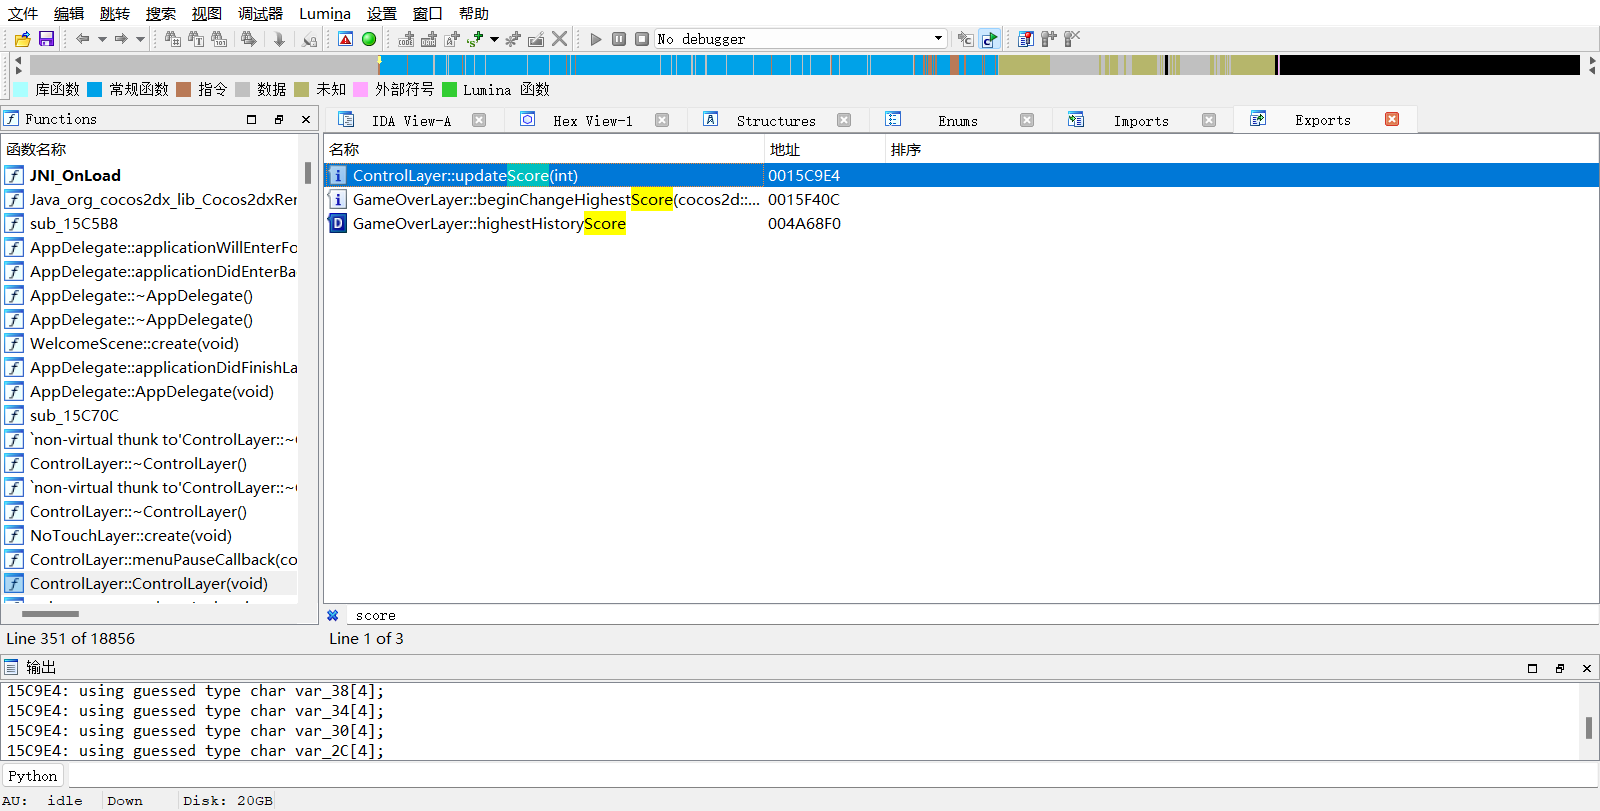 文件 编辑 跳转 搜索 视图 调试器 Lumina 设置 窗口 帮助
No debugger
库函数 常规函数 指令 数据 未知 外部符号 Lumina 函数
Functions
函数名称
JNI_OnLoad
Java_org_cocos2dx_lib_Cocos2dxRer
sub_15C5B8
AppDelegate::applicationWillEnterFo
AppDelegate::applicationDidEnterBa
AppDelegate::~AppDelegate()
AppDelegate::~AppDelegate()
WelcomeScene::create(void)
AppDelegate::applicationDidFinishLa
AppDelegate::AppDelegate(void)
sub_15C70C
`non-virtual thunk to'ControlLayer::~C
ControlLayer::~ControlLayer()
`non-virtual thunk to'ControlLayer::~C
ControlLayer::~ControlLayer()
NoTouchLayer::create(void)
ControlLayer::menuPauseCallback(co
ControlLayer::ControlLayer(void)
Line 351 of 18856
IDA View-A Hex View-1 Structures Enums Imports Exports
名称 地址 排序
ControlLayer::updateScore(int) 0015C9E4
GameOverLayer::beginChangeHighestScore(cocos2d::... 0015F40C
GameOverLayer::highestHistoryScore 004A68F0
score
Line 1 of 3
输出
15C9E4: using guessed type char var_38[4];
15C9E4: using guessed type char var_34[4];
15C9E4: using guessed type char var_30[4];
15C9E4: using guessed type char var_2C[4];
Python
AU: idle Down Disk: 20GB